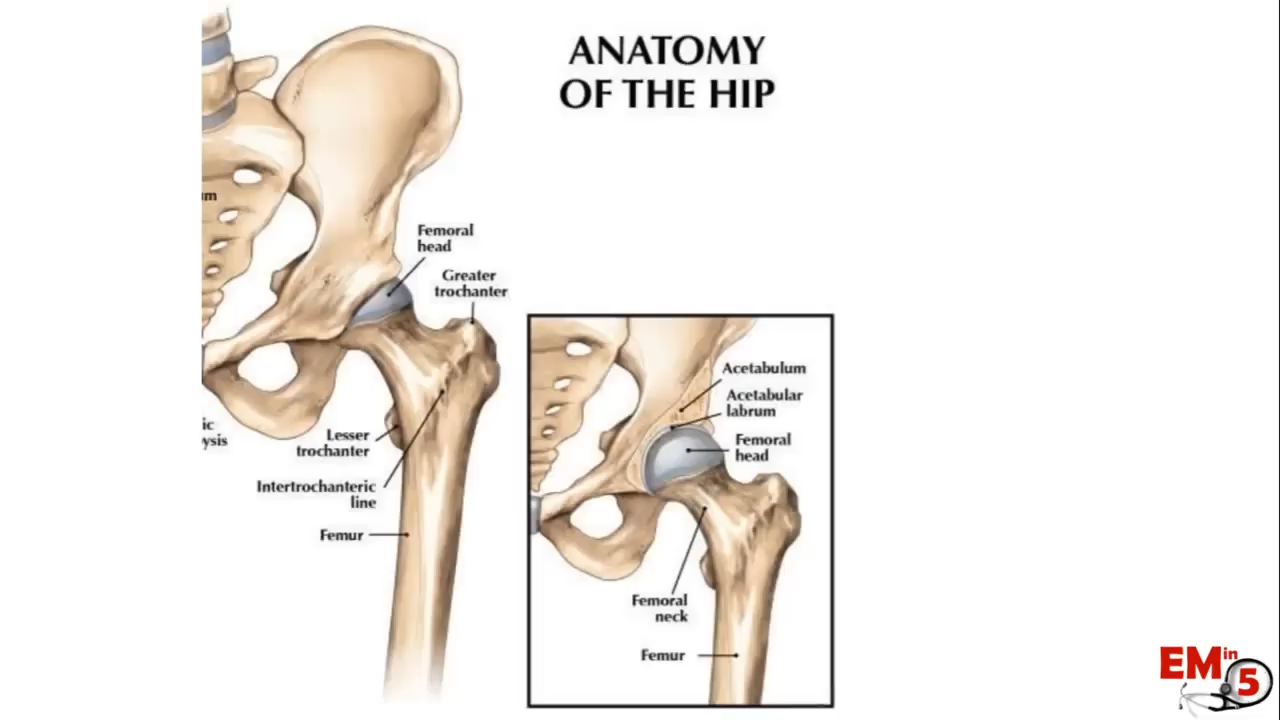 ANATOMY
OF THE HIP
Femoral
head
Greater
trochanter
Lesser
trochanter
Intertrochanteric
line
Femur
Acetabulum
Acetabular
labrum
Femoral
head
Femoral
neck
Femur
EM in
5